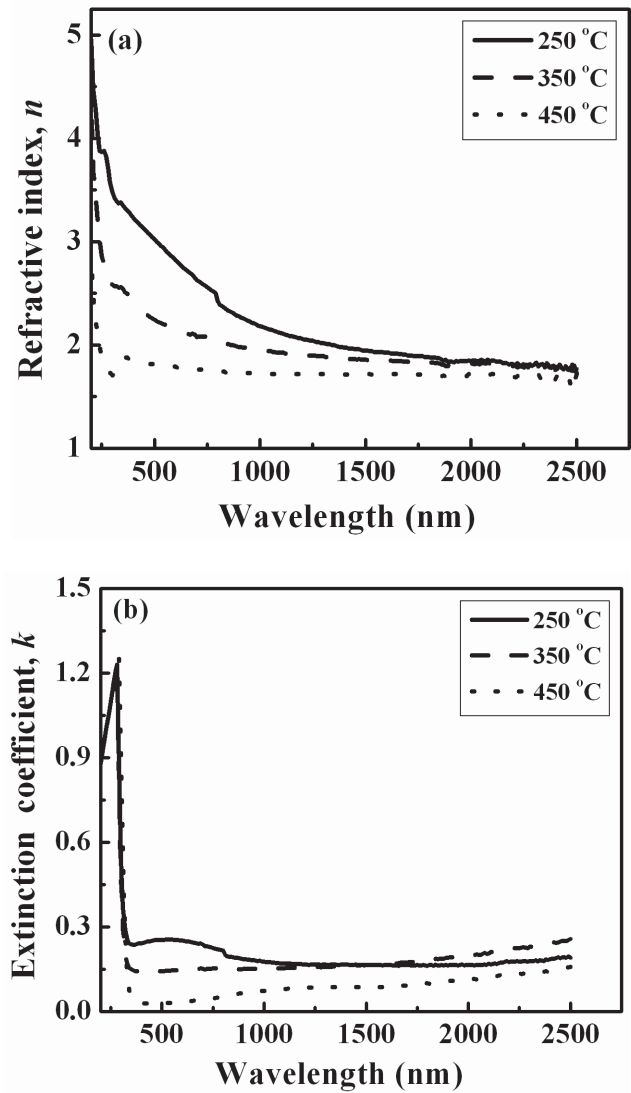 (a)
250 °C
350 °C
450 °C
Refractive index, n
5
4
3
2
1
500 1000 1500 2000 2500
Wavelength (nm)
(b)
250 °C
350 °C
450 °C
Extinction coefficient, k
1.5
1.2
0.9
0.6
0.3
0.0
500 1000 1500 2000 2500
Wavelength (nm)